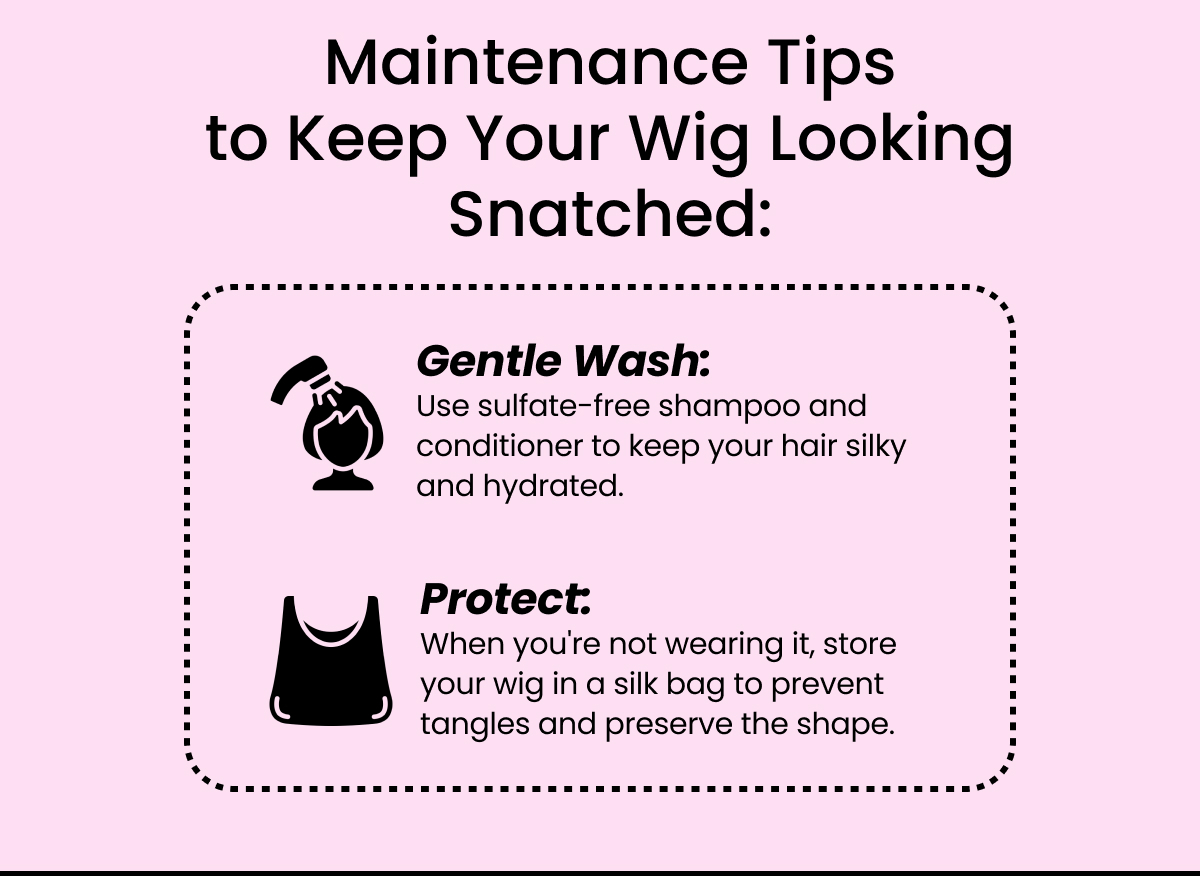 Maintenance Tips
to Keep Your Wig Looking
Snatched:
Gentle Wash:
Use sulfate-free shampoo and
conditioner to keep your hair silky
and hydrated.
Protect:
When you're not wearing it, store
your wig in a silk bag to prevent
tangles and preserve the shape.